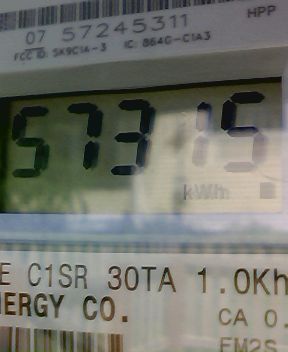 HPP
07 57245311
FCC ID: SK9C1A-3 IC: 864G-C1A3
57315
kWh
E C1SR 30TA 1.0Kh
NERGY CO.
CA 0.
FM2S